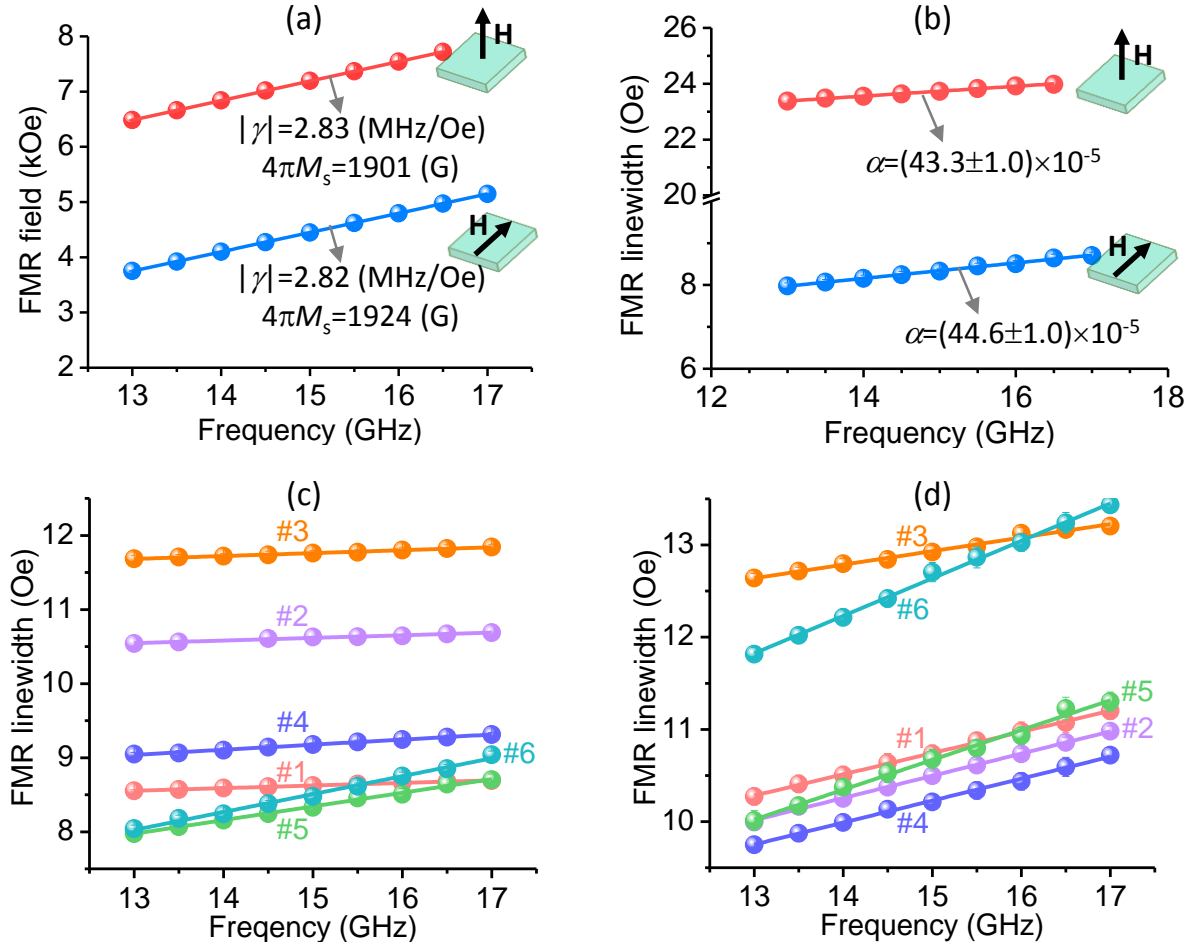 (a)
8
7
6
5
4
3
2
FMR field (kOe)
H
|γ|=2.83 (MHz/Oe)
4πMs=1901 (G)
H
|γ|=2.82 (MHz/Oe)
4πMs=1924 (G)
13 14 15 16 17
Frequency (GHz)
(b)
26
24
22
20
8
6
FMR linewidth (Oe)
H
α=(43.3±1.0)×10-5
H
α=(44.6±1.0)×10-5
12 14 16 18
Frequency (GHz)
(c)
12
11
10
9
8
FMR linewidth (Oe)
#3
#2
#4
#6
#1
#5
13 14 15 16 17
Freqency (GHz)
(d)
13
12
11
10
FMR linewidth (Oe)
#3
#6
#5
#1
#2
#4
13 14 15 16 17
Frequency (GHz)